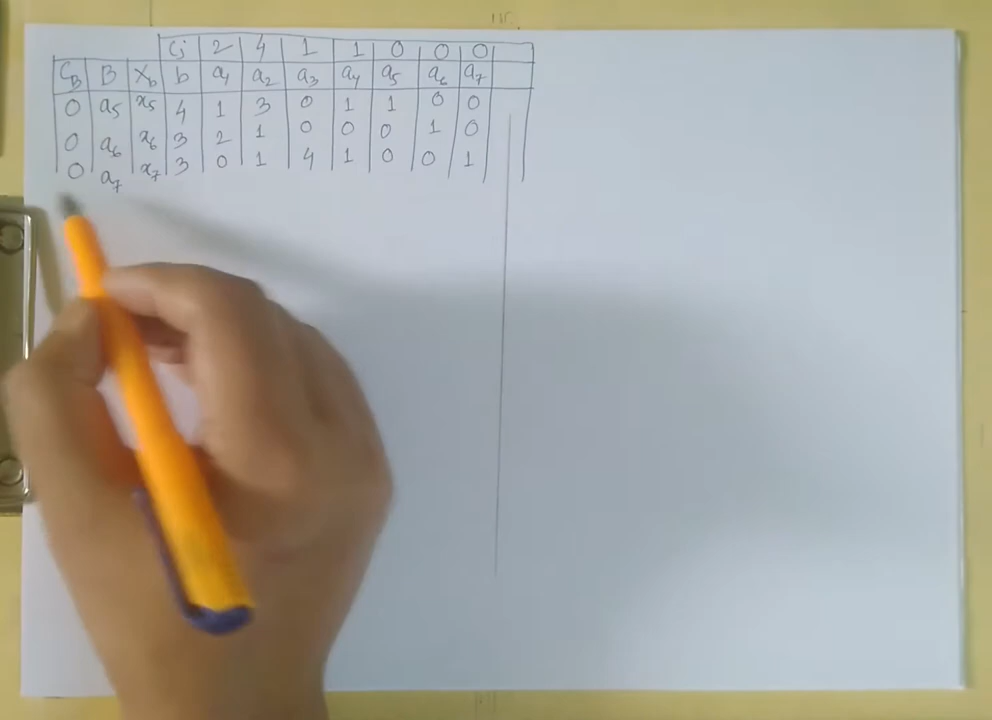 Cj 2 4 1 1 0 0 0
CB B Xb b a1 a2 a3 a4 a5 a6 a7
0 a5 x5 4 1 3 0 1 1 0 0
0 a6 x6 3 2 1 0 0 0 1 0
0 a7 x7 3 0 1 4 1 0 0 1